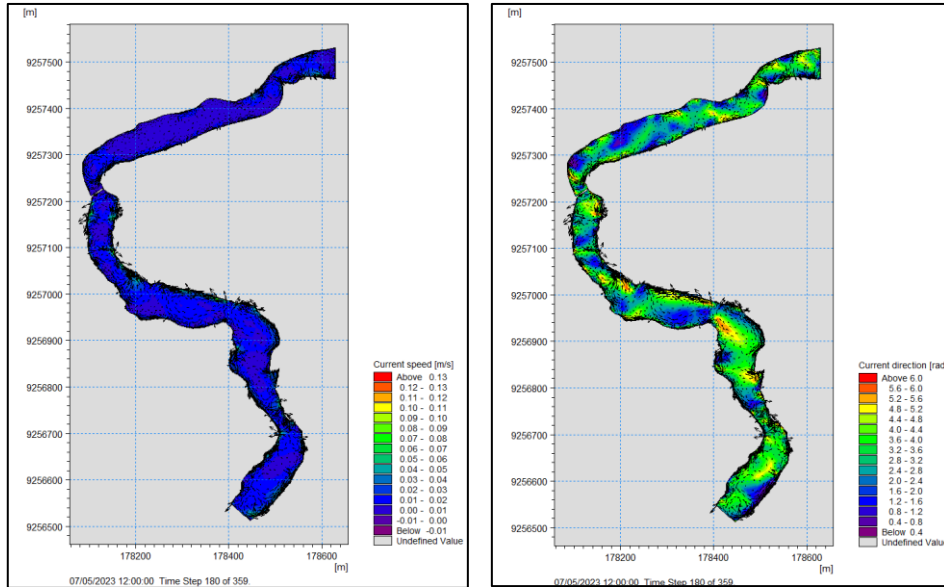 [m]
9257500
9257400
9257300
9257200
9257100
9257000
9256900
9256800
9256700
9256600
9256500
178200 178400 178600
[m]
Current speed [m/s]
Above 0.13
0.12 - 0.13
0.11 - 0.12
0.10 - 0.11
0.09 - 0.10
0.08 - 0.09
0.07 - 0.08
0.06 - 0.07
0.05 - 0.06
0.04 - 0.05
0.03 - 0.04
0.02 - 0.03
0.01 - 0.02
0.00 - 0.01
-0.01 - 0.00
Below -0.01
Undefined Value
07/05/2023 12:00:00 Time Step 180 of 359
[m]
9257500
9257400
9257300
9257200
9257100
9257000
9256900
9256800
9256700
9256600
9256500
178200 178400 178600
[m]
Current direction [rad
Above 6.0
5.6 - 6.0
5.2 - 5.6
4.8 - 5.2
4.4 - 4.8
4.0 - 4.4
3.6 - 4.0
3.2 - 3.6
2.8 - 3.2
2.4 - 2.8
2.0 - 2.4
1.6 - 2.0
1.2 - 1.6
0.8 - 1.2
0.4 - 0.8
Below 0.4
Undefined Value
07/05/2023 12:00:00 Time Step 180 of 359